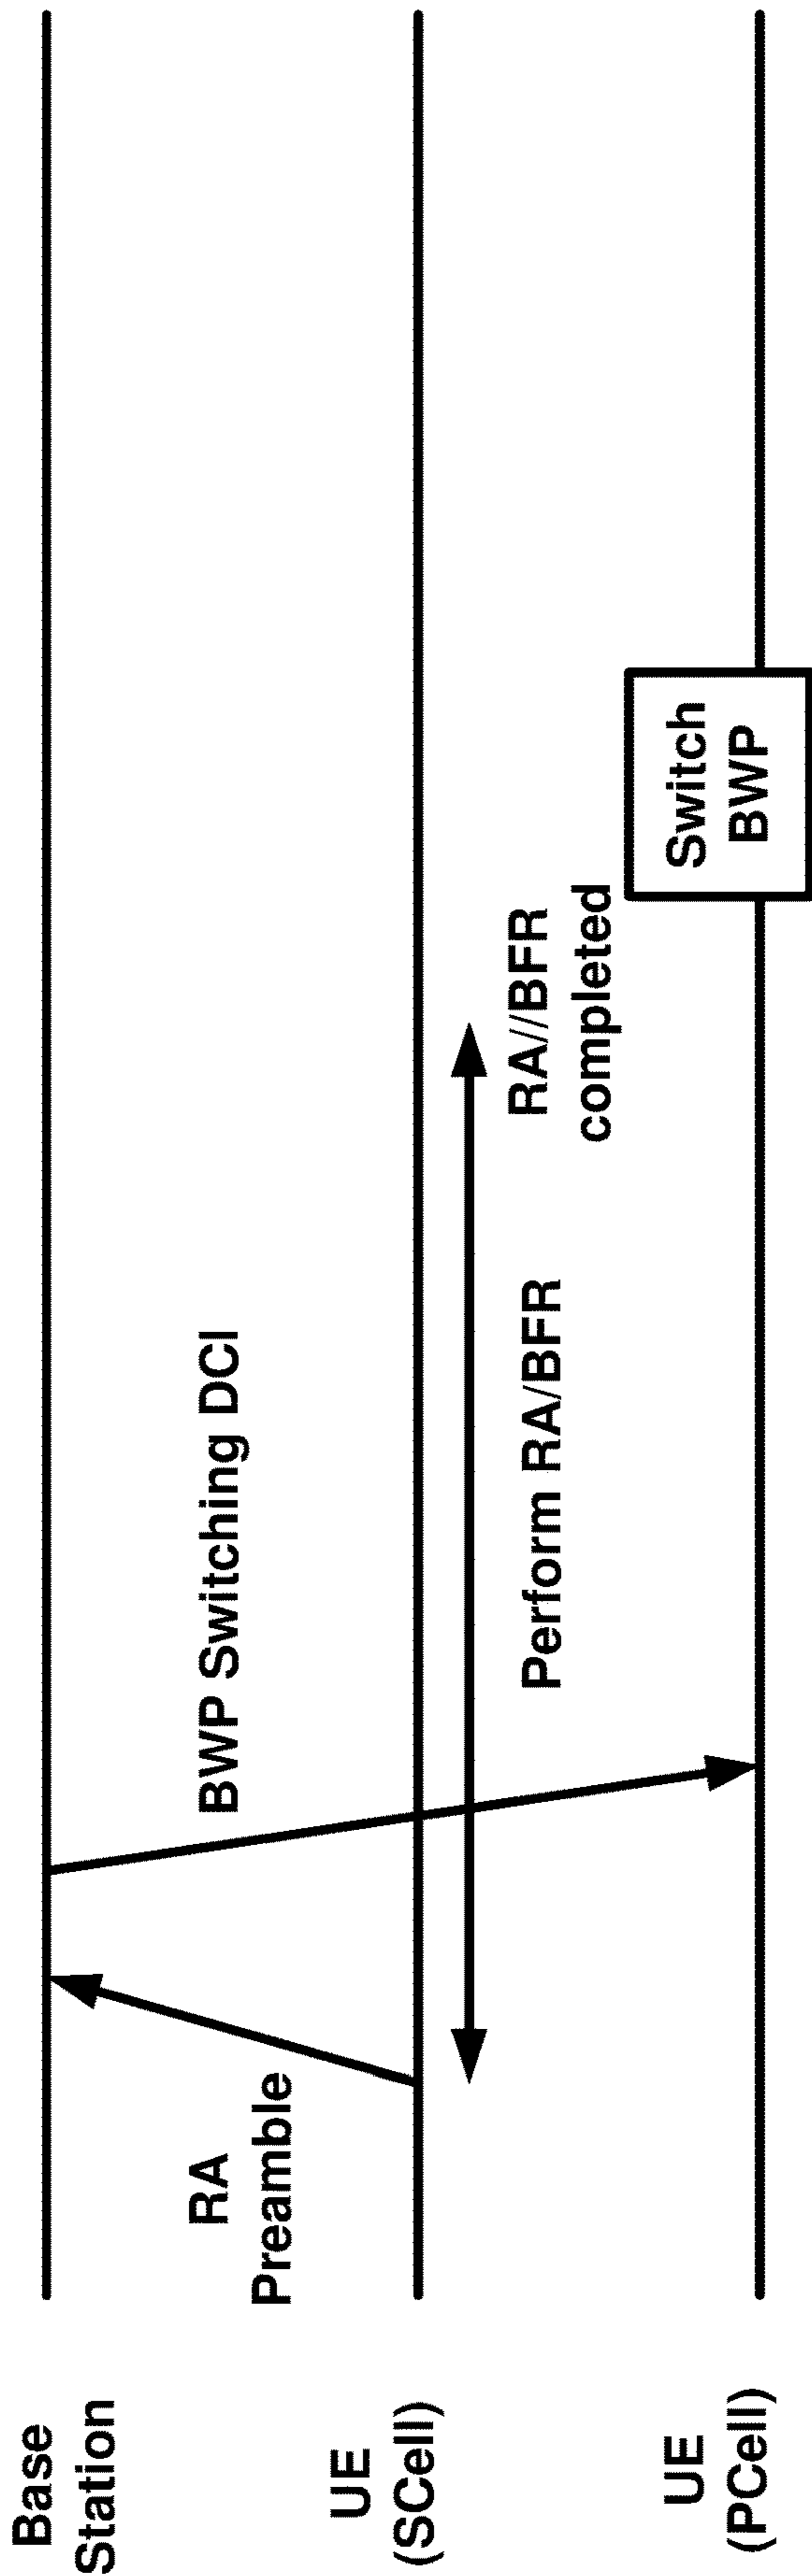 Base
Station
UE
(SCell)
UE
(PCell)
RA
Preamble
BWP Switching DCI
Perform RA/BFR
RA//BFR
completed
Switch
BWP